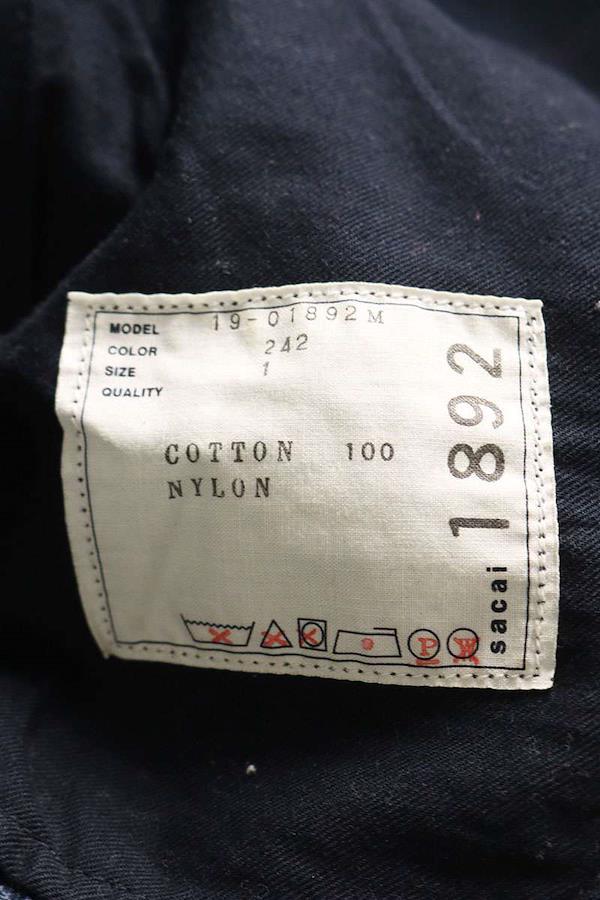 MODEL 19-01892M
COLOR 242
SIZE 1
QUALITY
COTTON 100
NYLON
1892
sacai
P W